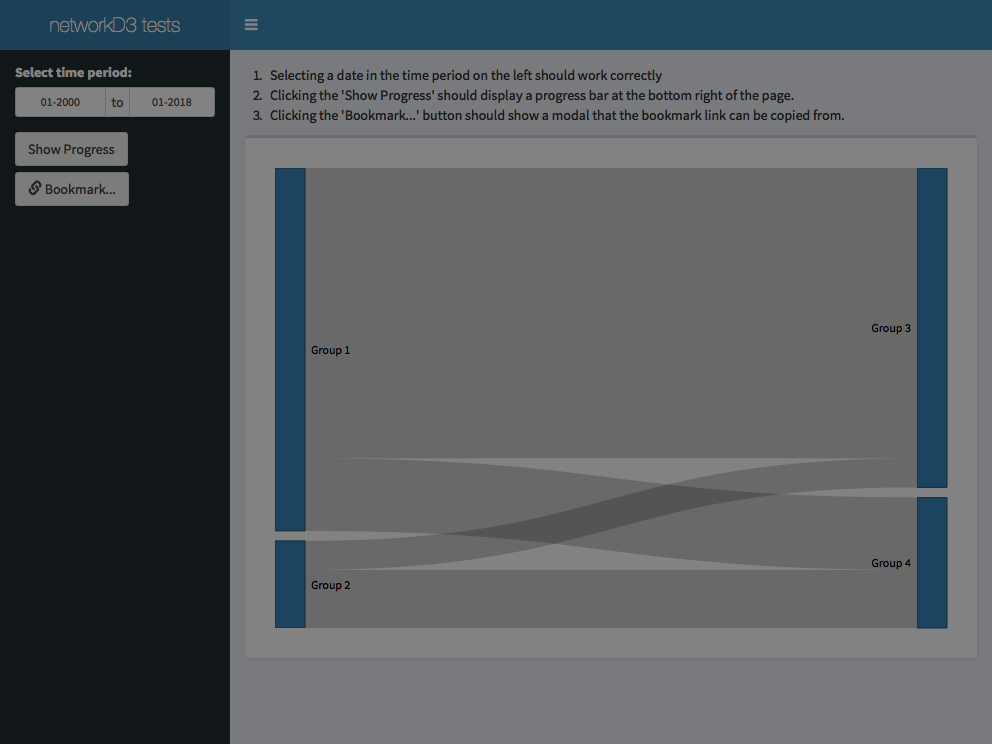 networkD3 tests
Select time period:
01-2000 to 01-2018
Show Progress
Bookmark...
1. Selecting a date in the time period on the left should work correctly
2. Clicking the 'Show Progress' should display a progress bar at the bottom right of the page.
3. Clicking the 'Bookmark...' button should show a modal that the bookmark link can be copied from.
Group 3
Group 1
Group 4
Group 2